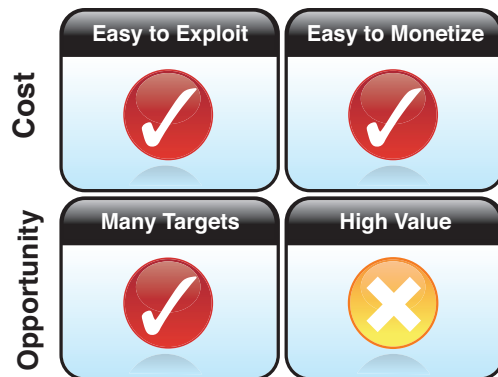 Cost
Easy to Exploit
Easy to Monetize
Opportunity
Many Targets
High Value